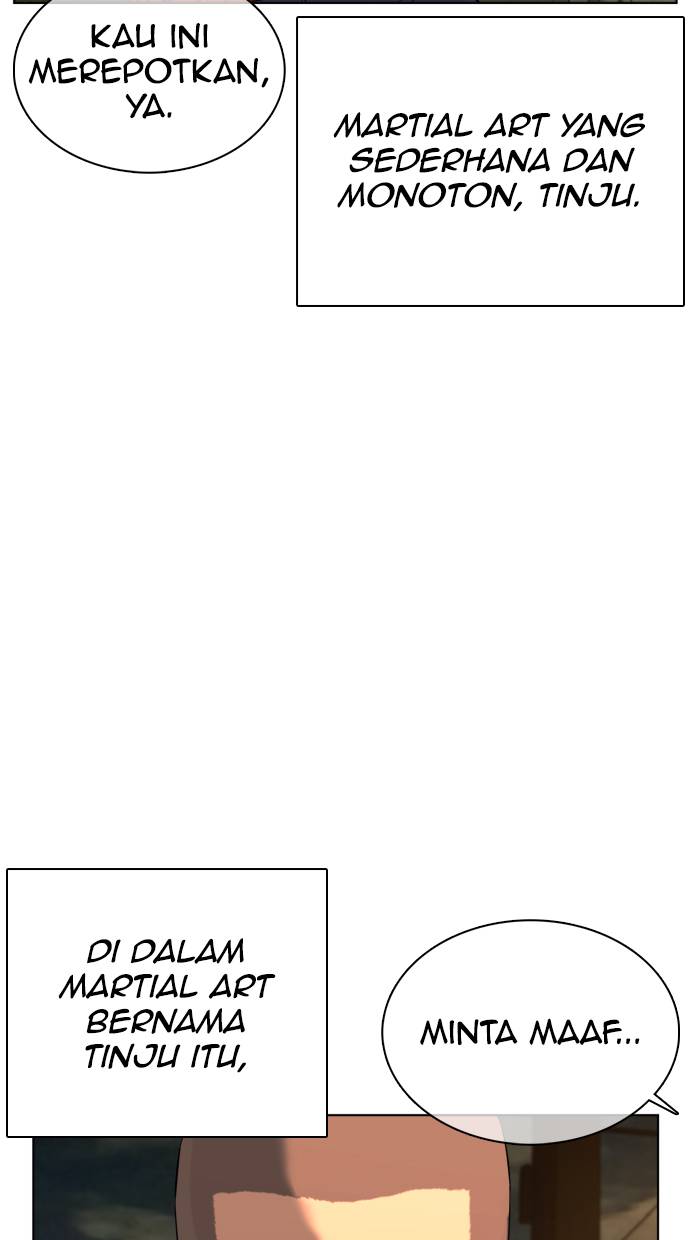 KAU INI
MEREPOTKAN,
YA.
MARTIAL ART YANG
SEDERHANA DAN
MONOTON, TINJU.
DI DALAM
MARTIAL ART
BERNAMA
TINJU ITU,
MINTA MAAF...